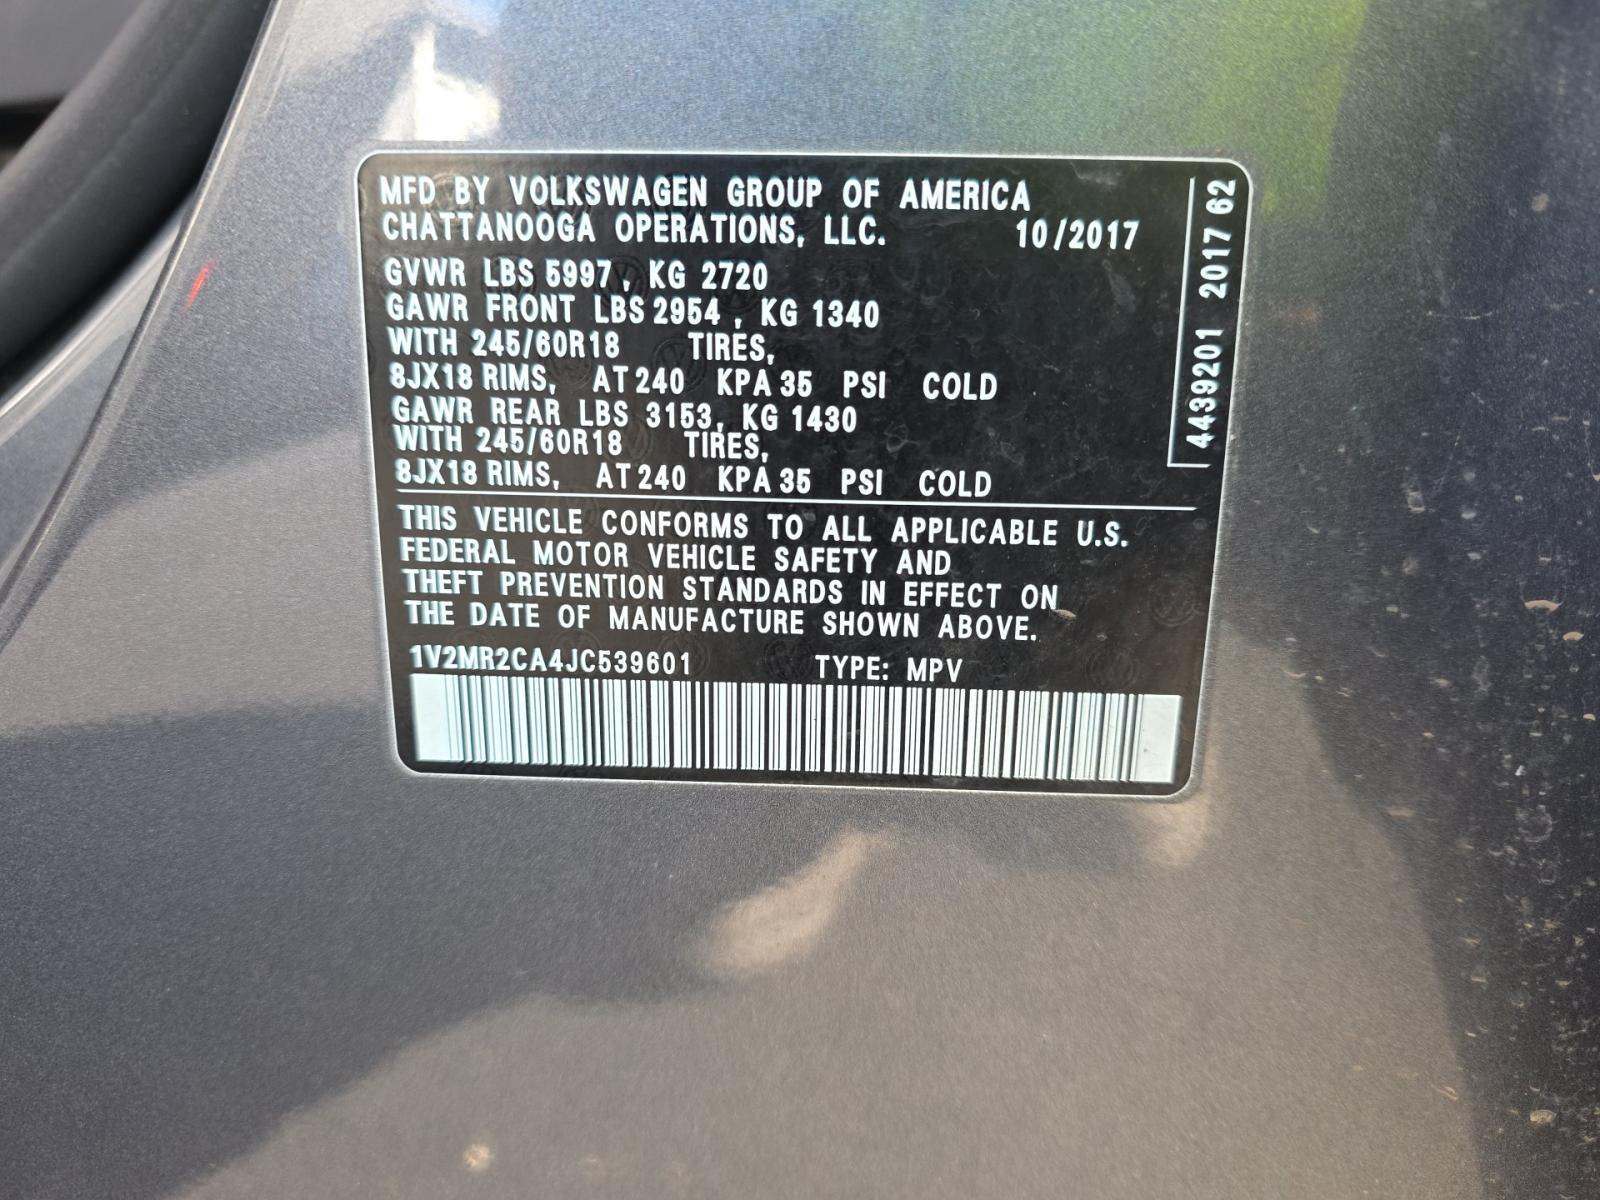 MFD BY VOLKSWAGEN GROUP OF AMERICA
CHATTANOOGA OPERATIONS, LLC. 10/2017
GVWR LBS 5997, KG 2720
GAWR FRONT LBS 2954, KG 1340
WITH 245/60R18 TIRES,
8JX18 RIMS, AT 240 KPA 35 PSI COLD
GAWR REAR LBS 3153, KG 1430
WITH 245/60R18 TIRES,
8JX18 RIMS, AT 240 KPA 35 PSI COLD
THIS VEHICLE CONFORMS TO ALL APPLICABLE U.S.
FEDERAL MOTOR VEHICLE SAFETY AND
THEFT PREVENTION STANDARDS IN EFFECT ON
THE DATE OF MANUFACTURE SHOWN ABOVE.
1V2MR2CA4JC539601 TYPE: MPV
4439201 2017 62